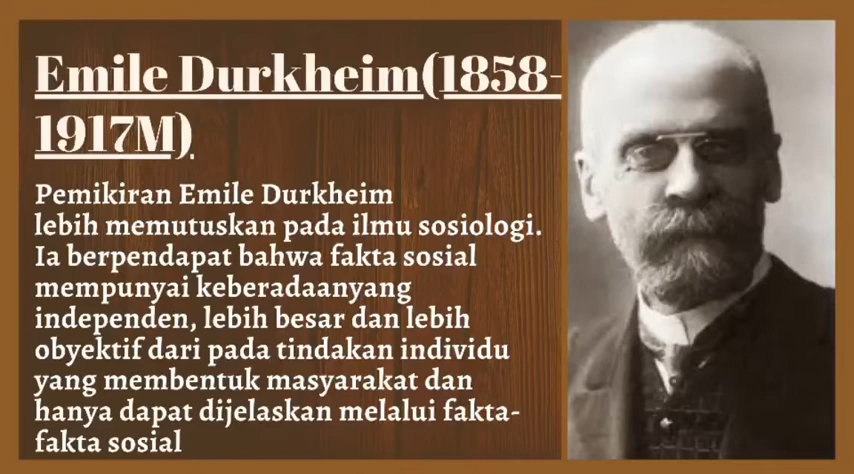 Emile Durkheim(1858-
1917M)
Pemikiran Emile Durkheim
lebih memutuskan pada ilmu sosiologi.
Ia berpendapat bahwa fakta sosial
mempunyai keberadaanyang
independen, lebih besar dan lebih
obyektif dari pada tindakan individu
yang membentuk masyarakat dan
hanya dapat dijelaskan melalui fakta-
fakta sosial